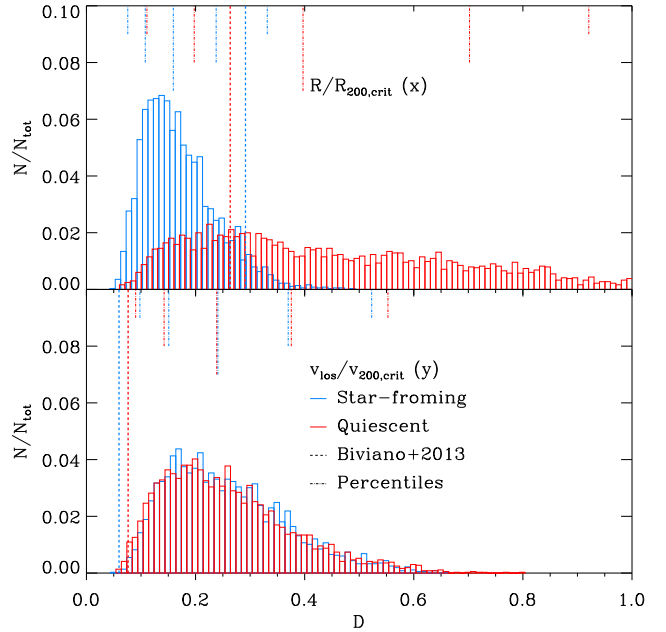 0.10
0.08
R/R200,crit (x)
0.06
N/Ntot
0.04
0.02
0.00
0.08
vlos/v200,crit (y)
0.06
Star-froming
N/Ntot
Quiescent
0.04
Biviano+2013
Percentiles
0.02
0.00
0.0 0.2 0.4 0.6 0.8 1.0
D